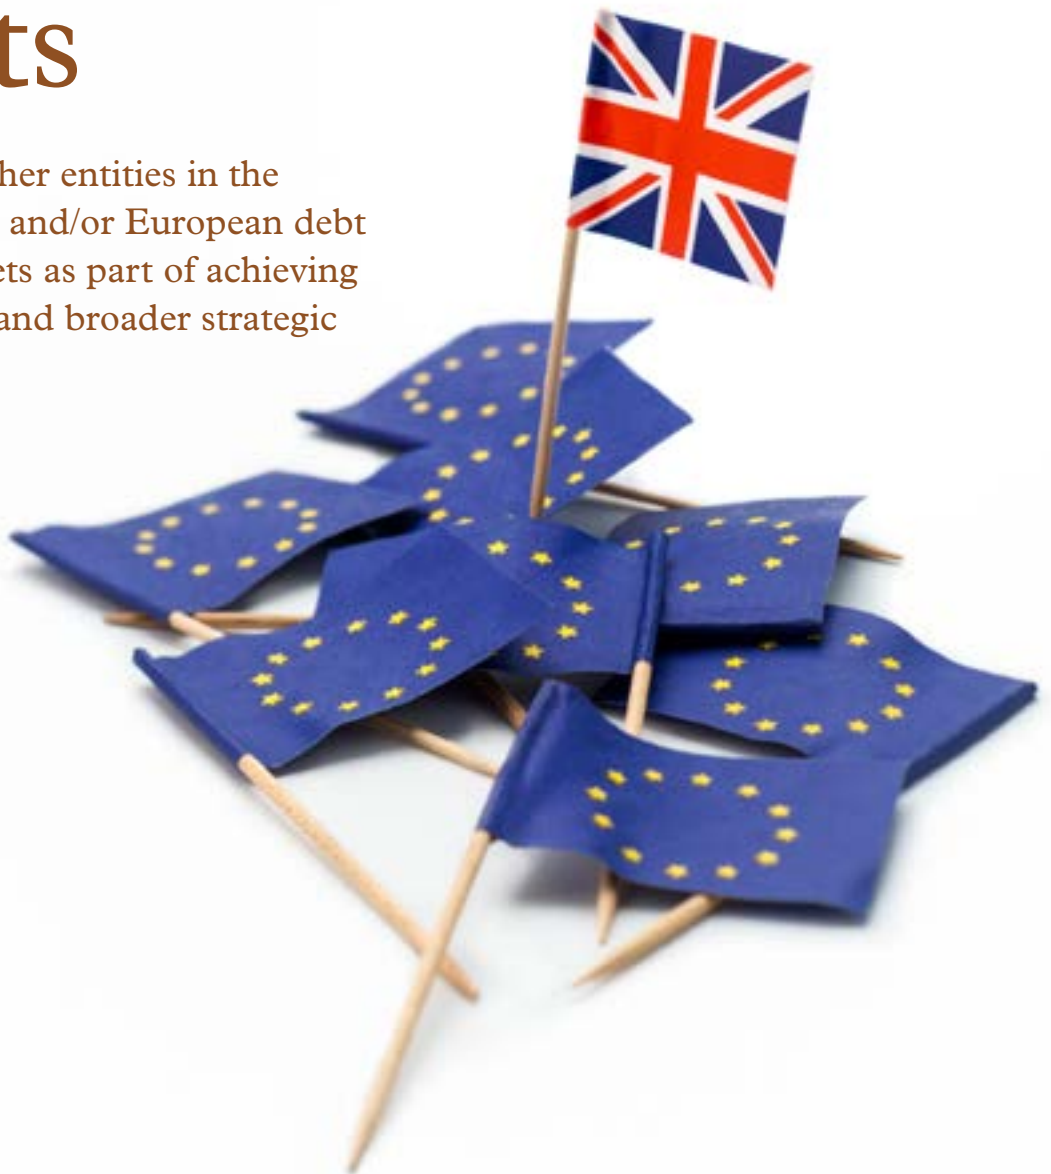 ts
her entities in the
and/or European debt
ets as part of achieving
and broader strategic